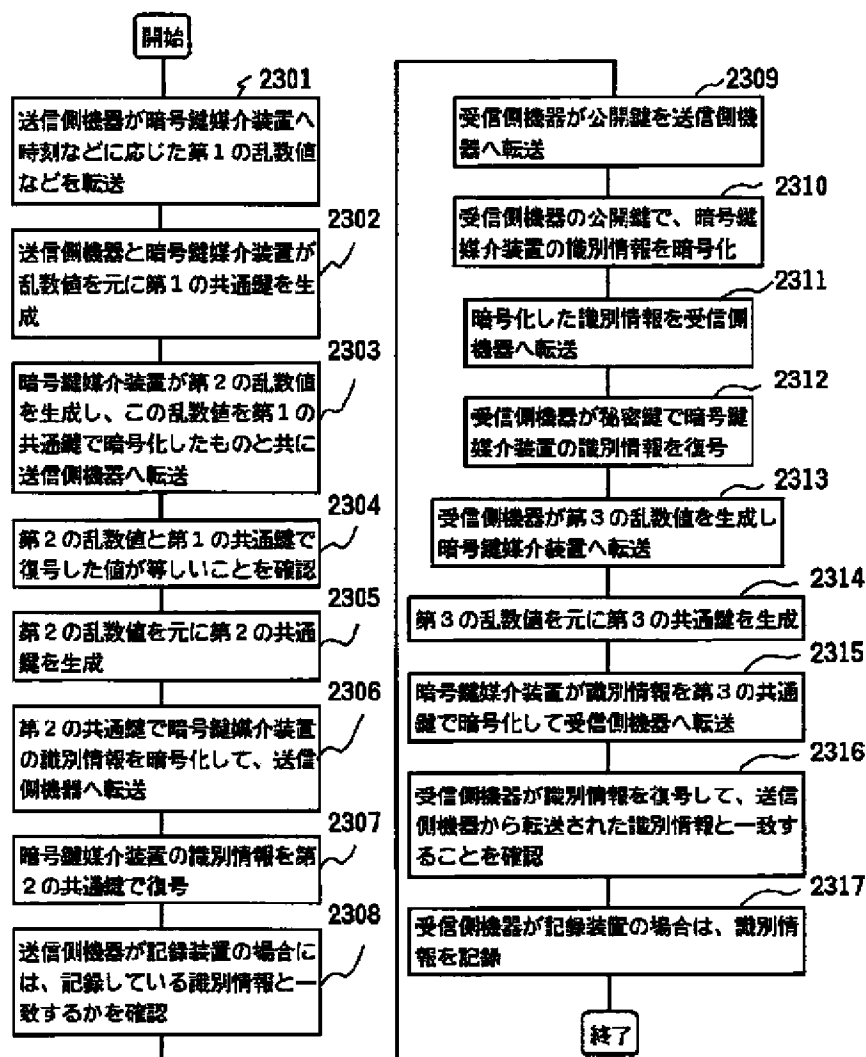 開始
2301
送信側機器が暗号鍵媒介装置へ
時刻などに応じた第1の乱数値
などを転送
2302
送信側機器と暗号鍵媒介装置が
乱数値を元に第1の共通鍵を生
成
2303
暗号鍵媒介装置が第2の乱数値
を生成し、この乱数値を第1の
共通鍵で暗号化したものと共に
送信側機器へ転送
2304
第2の乱数値と第1の共通鍵で
復号した値が等しいことを確認
2305
第2の乱数値を元に第2の共通
鍵を生成
2306
第2の共通鍵で暗号鍵媒介装置
の識別情報を暗号化して、送信
側機器へ転送
2307
暗号鍵媒介装置の識別情報を第
2の共通鍵で復号
2308
送信側機器が記録装置の場合に
は、記録している識別情報と一
致するかを確認
2309
受信側機器が公開鍵を送信側機
器へ転送
2310
受信側機器の公開鍵で、暗号鍵
媒介装置の識別情報を暗号化
2311
暗号化した識別情報を受信側
機器へ転送
2312
受信側機器が秘密鍵で暗号鍵
媒介装置の識別情報を復号
2313
受信側機器が第3の乱数値を生成し
暗号鍵媒介装置へ転送
2314
第3の乱数値を元に第3の共通鍵を生成
2315
暗号鍵媒介装置が識別情報を第3の共通
鍵で暗号化して受信側機器へ転送
2316
受信側機器が識別情報を復号して、送信
側機器から転送された識別情報と一致す
ることを確認
2317
受信側機器が記録装置の場合は、識別情
報を記録
終了